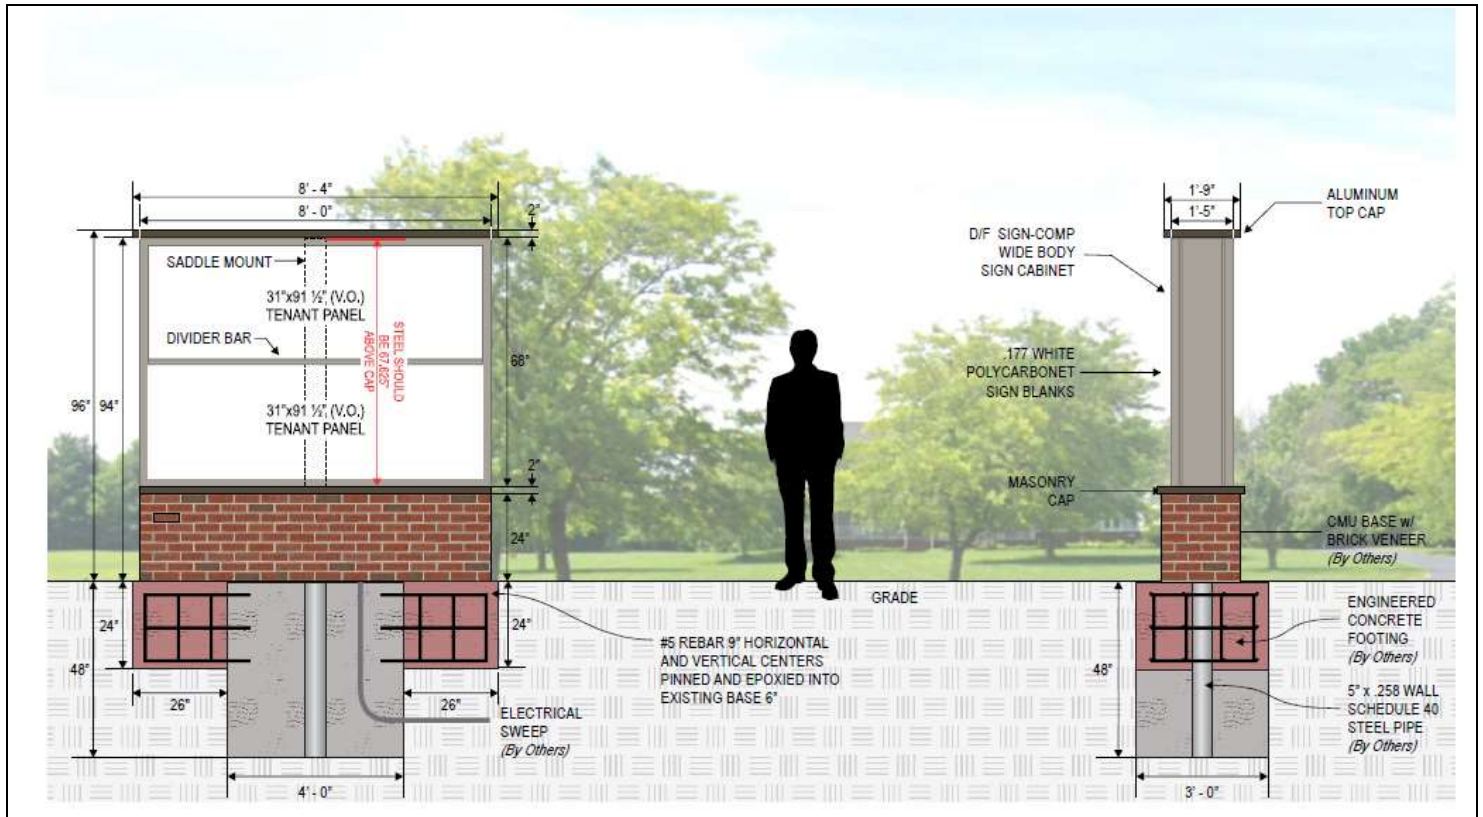 8' - 4"
8' - 0"
2"
SADDLE MOUNT
31"x91 ½" (V.O.)
TENANT PANEL
DIVIDER BAR
STEEL SHOULD
BE 67.625"
ABOVE CAP
68"
96"
94"
31"x91 ½" (V.O.)
TENANT PANEL
2"
24"
24"
24"
48"
26"
26"
4' - 0"
#5 REBAR 9" HORIZONTAL
AND VERTICAL CENTERS
PINNED AND EPOXIED INTO
EXISTING BASE 6"
ELECTRICAL
SWEEP
(By Others)
GRADE
1'-9"
1'-5"
ALUMINUM
TOP CAP
D/F SIGN-COMP
WIDE BODY
SIGN CABINET
.177 WHITE
POLYCARBONET
SIGN BLANKS
MASONRY
CAP
CMU BASE w/
BRICK VENEER
(By Others)
ENGINEERED
CONCRETE
FOOTING
(By Others)
48"
5" x .258 WALL
SCHEDULE 40
STEEL PIPE
(By Others)
3' - 0"